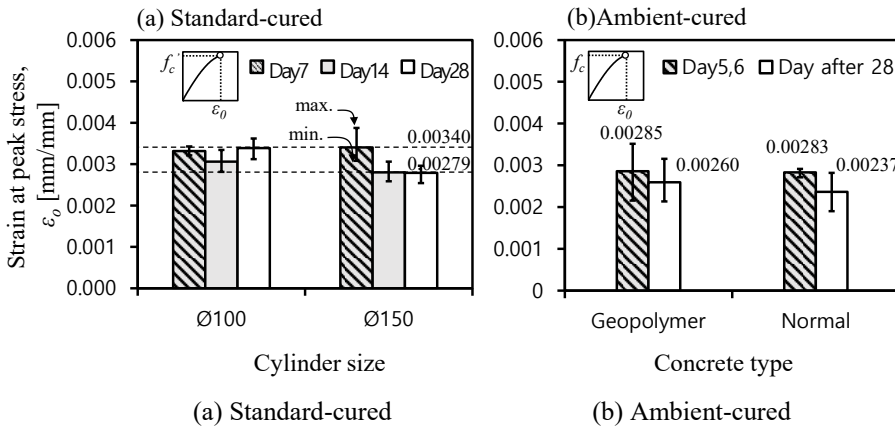 (a) Standard-cured
Strain at peak stress,
εo [mm/mm]
0.006
0.005
0.004
0.003
0.002
0.001
0.000
fc'
ε0
Day7 Day14 Day28
max.
min.
0.00340
0.00279
Ø100 Ø150
Cylinder size
(b)Ambient-cured
0.006
0.005
0.004
0.003
0.002
0.001
0
fc
ε0
Day5,6 Day after 28
0.00285
0.00260
0.00283
0.00237
Geopolymer Normal
Concrete type
(a) Standard-cured (b) Ambient-cured